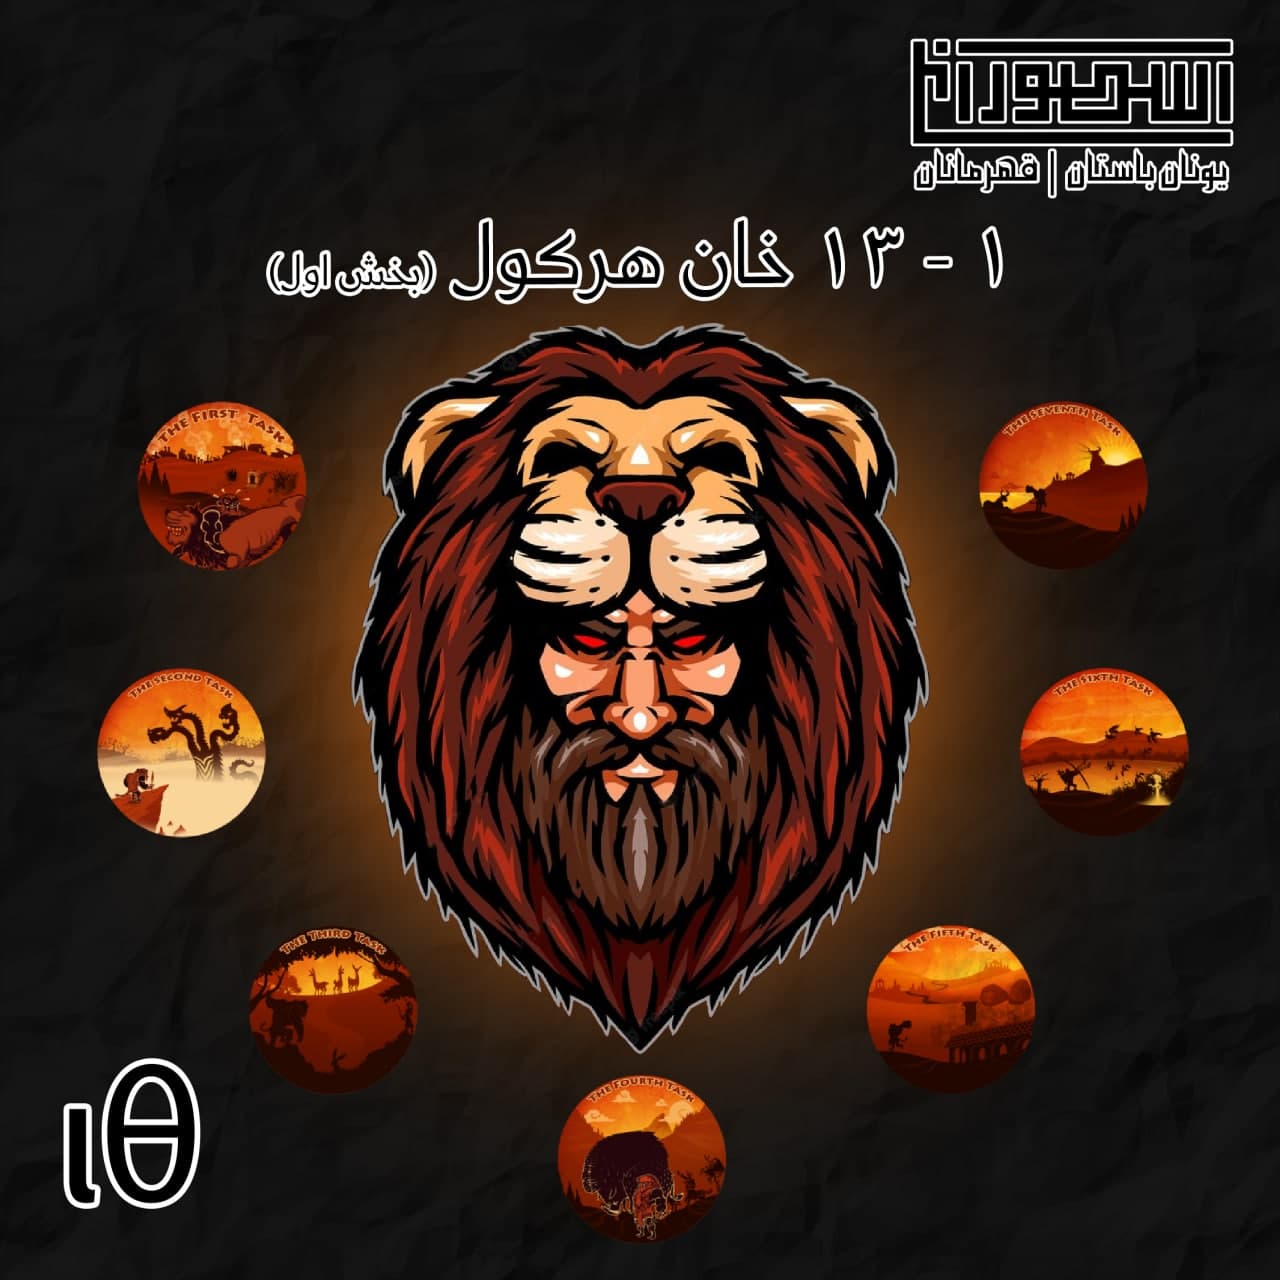 اسطورانا
یونان باستان | قهرمانان
۱ - ۱۳ خان هرکول (بخش اول)
THE FIRST TASK
THE SEVENTH TASK
THE SECOND TASK
THE SIXTH TASK
THE THIRD TASK
THE FIFTH TASK
THE FOURTH TASK
ιθ